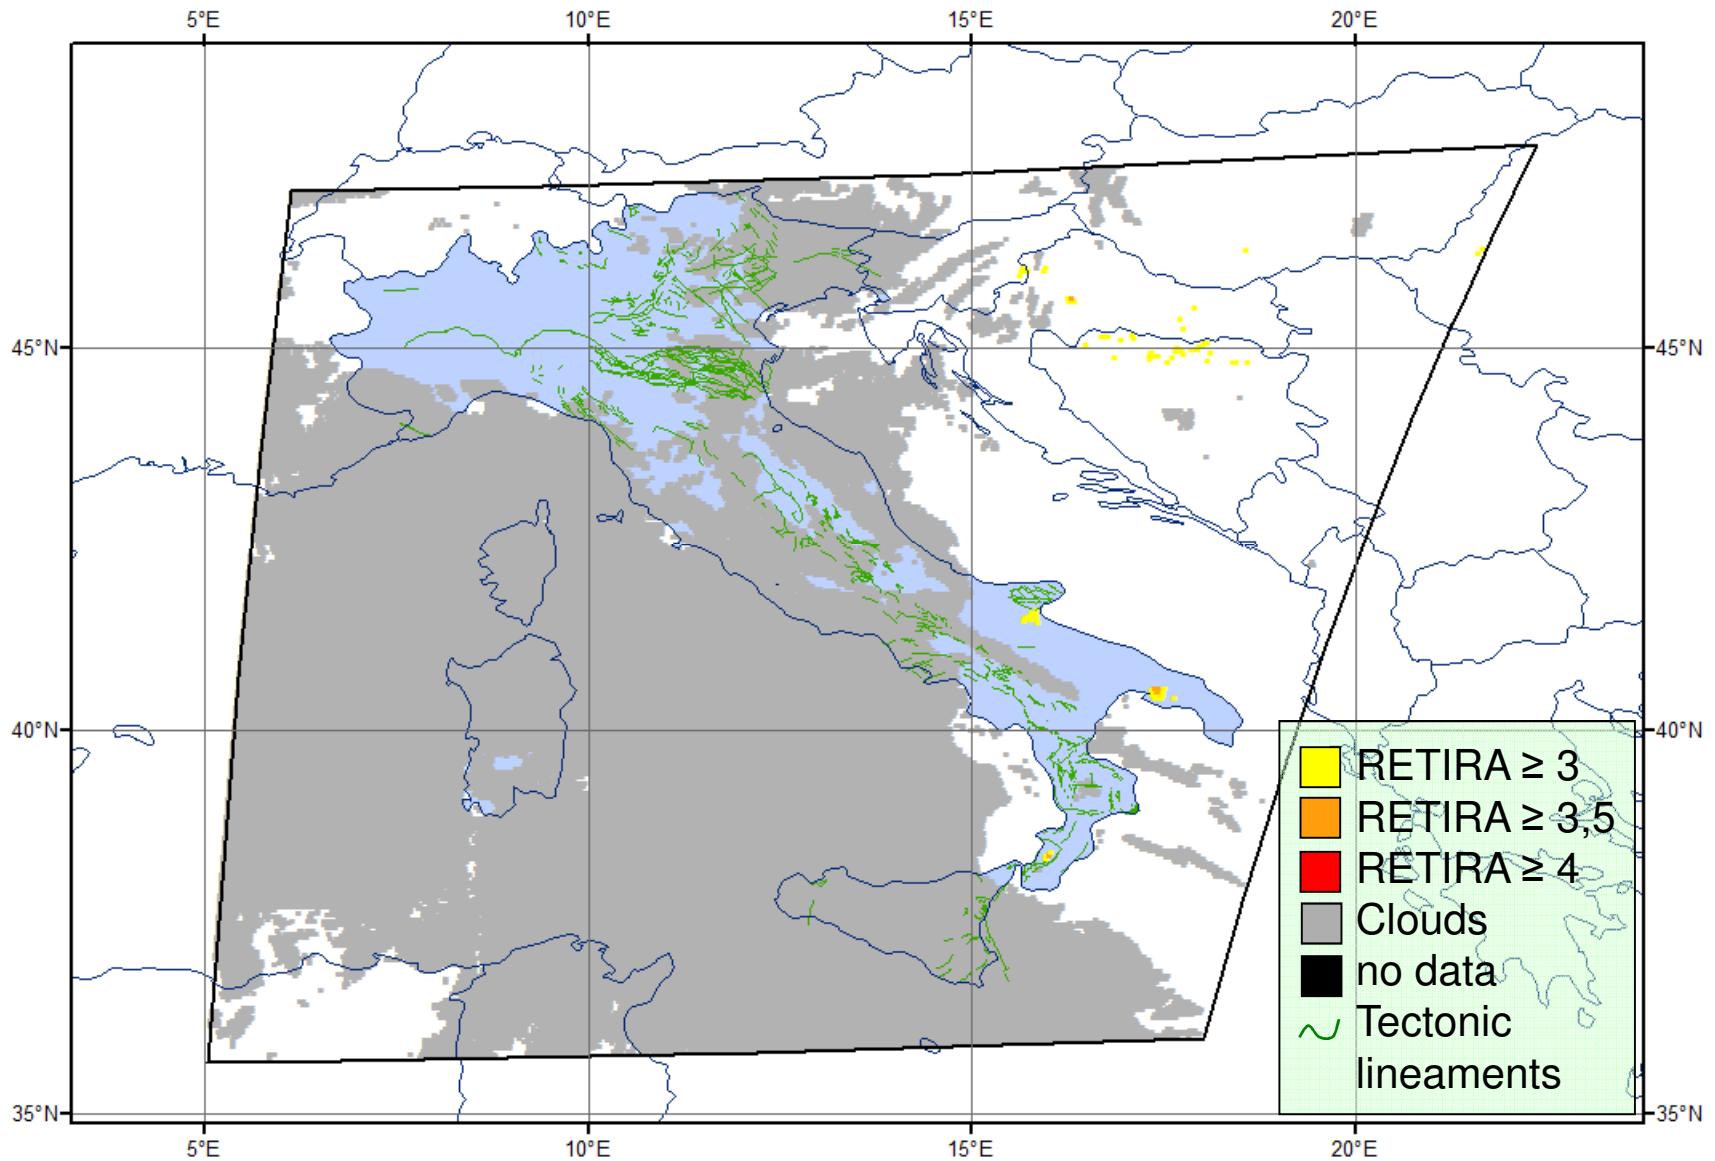 5°E 10°E 15°E 20°E
45°N 45°N
40°N 40°N
RETIRA ≥ 3
RETIRA ≥ 3,5
RETIRA ≥ 4
Clouds
no data
Tectonic
lineaments
35°N 35°N
5°E 10°E 15°E 20°E